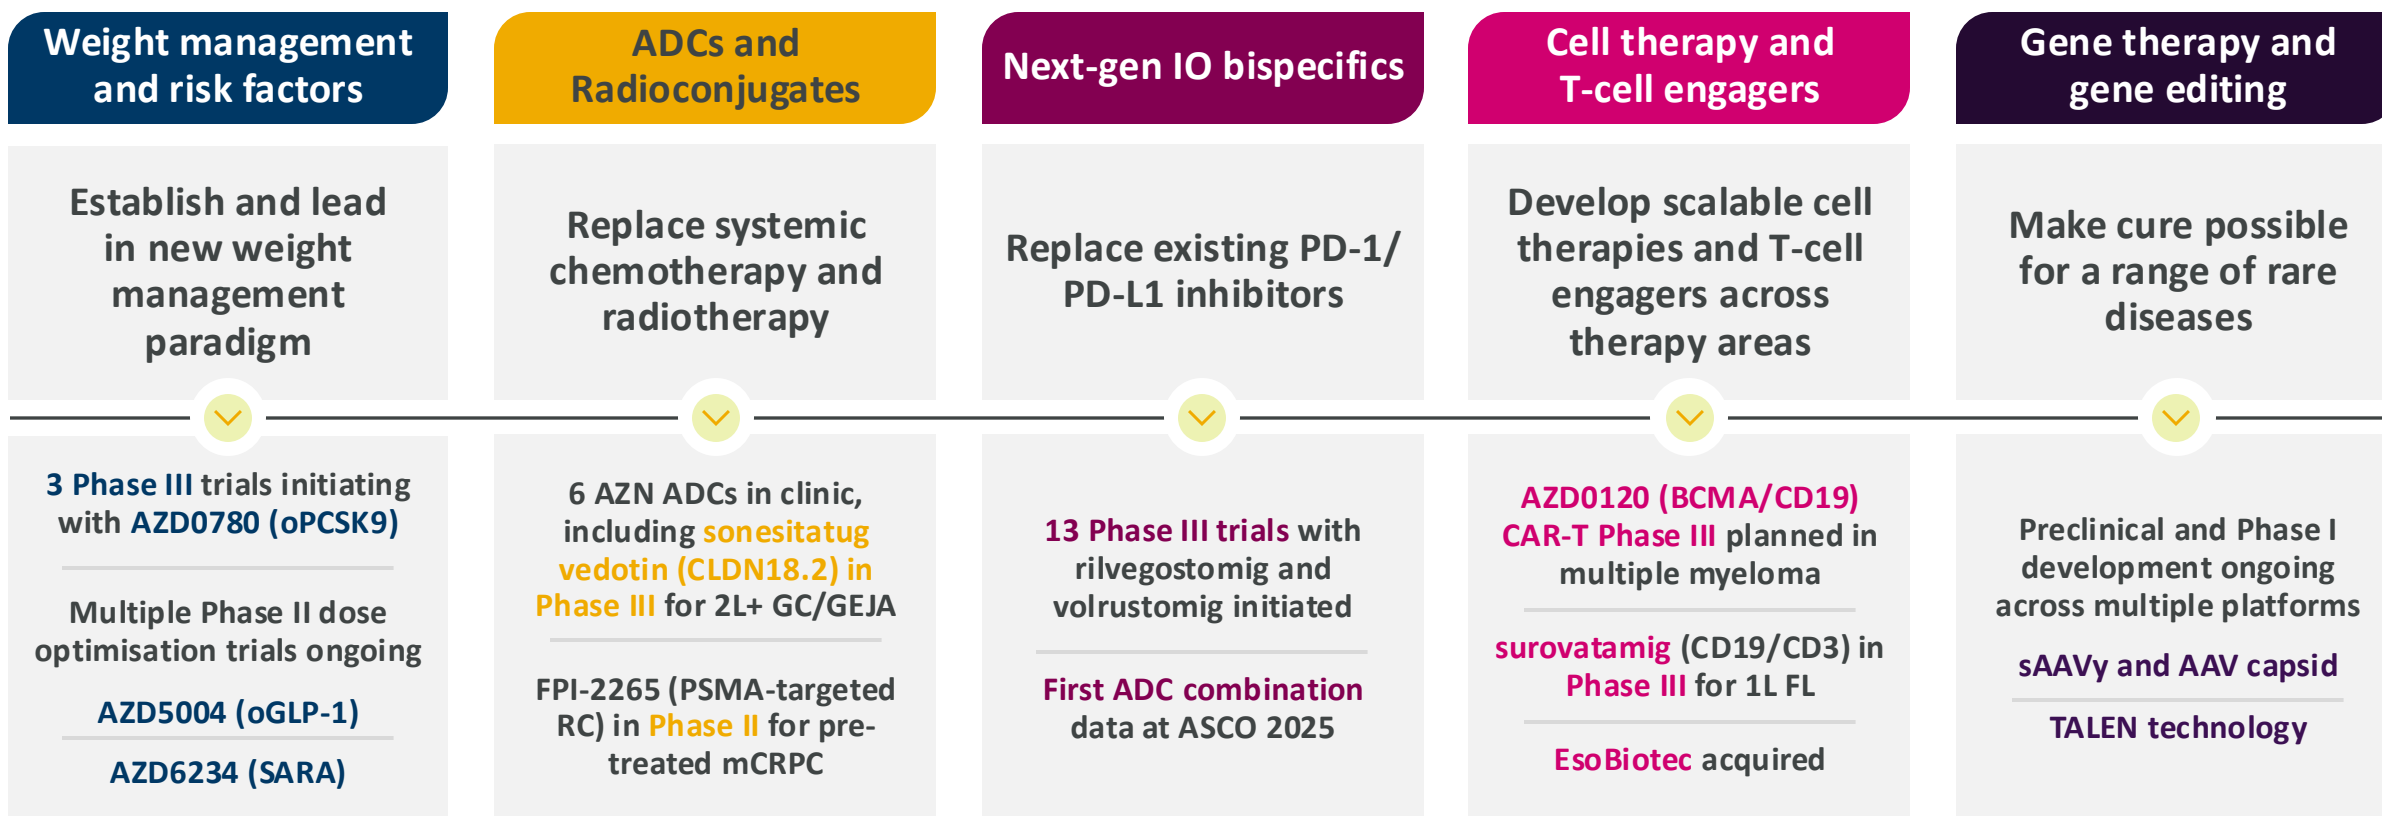 Weight management
and risk factors
Establish and lead
in new weight
management
paradigm
3 Phase III trials initiating
with AZD0780 (oPCSK9)
Multiple Phase II dose
optimisation trials ongoing
AZD5004 (oGLP-1)
AZD6234 (SARA)
ADCs and
Radioconjugates
Replace systemic
chemotherapy and
radiotherapy
6 AZN ADCs in clinic,
including sonesitatug
vedotin (CLDN18.2) in
Phase III for 2L+ GC/GEJA
FPI-2265 (PSMA-targeted
RC) in Phase II for pre-
treated mCRPC
Next-gen IO bispecifics
Replace existing PD-1/
PD-L1 inhibitors
13 Phase III trials with
rilvegostomig and
volrustomig initiated
First ADC combination
data at ASCO 2025
Cell therapy and
T-cell engagers
Develop scalable cell
therapies and T-cell
engagers across
therapy areas
AZD0120 (BCMA/CD19)
CAR-T Phase III planned in
multiple myeloma
surovatamig (CD19/CD3) in
Phase III for 1L FL
EsoBiotec acquired
Gene therapy and
gene editing
Make cure possible
for a range of rare
diseases
Preclinical and Phase I
development ongoing
across multiple platforms
sAAVy and AAV capsid
TALEN technology